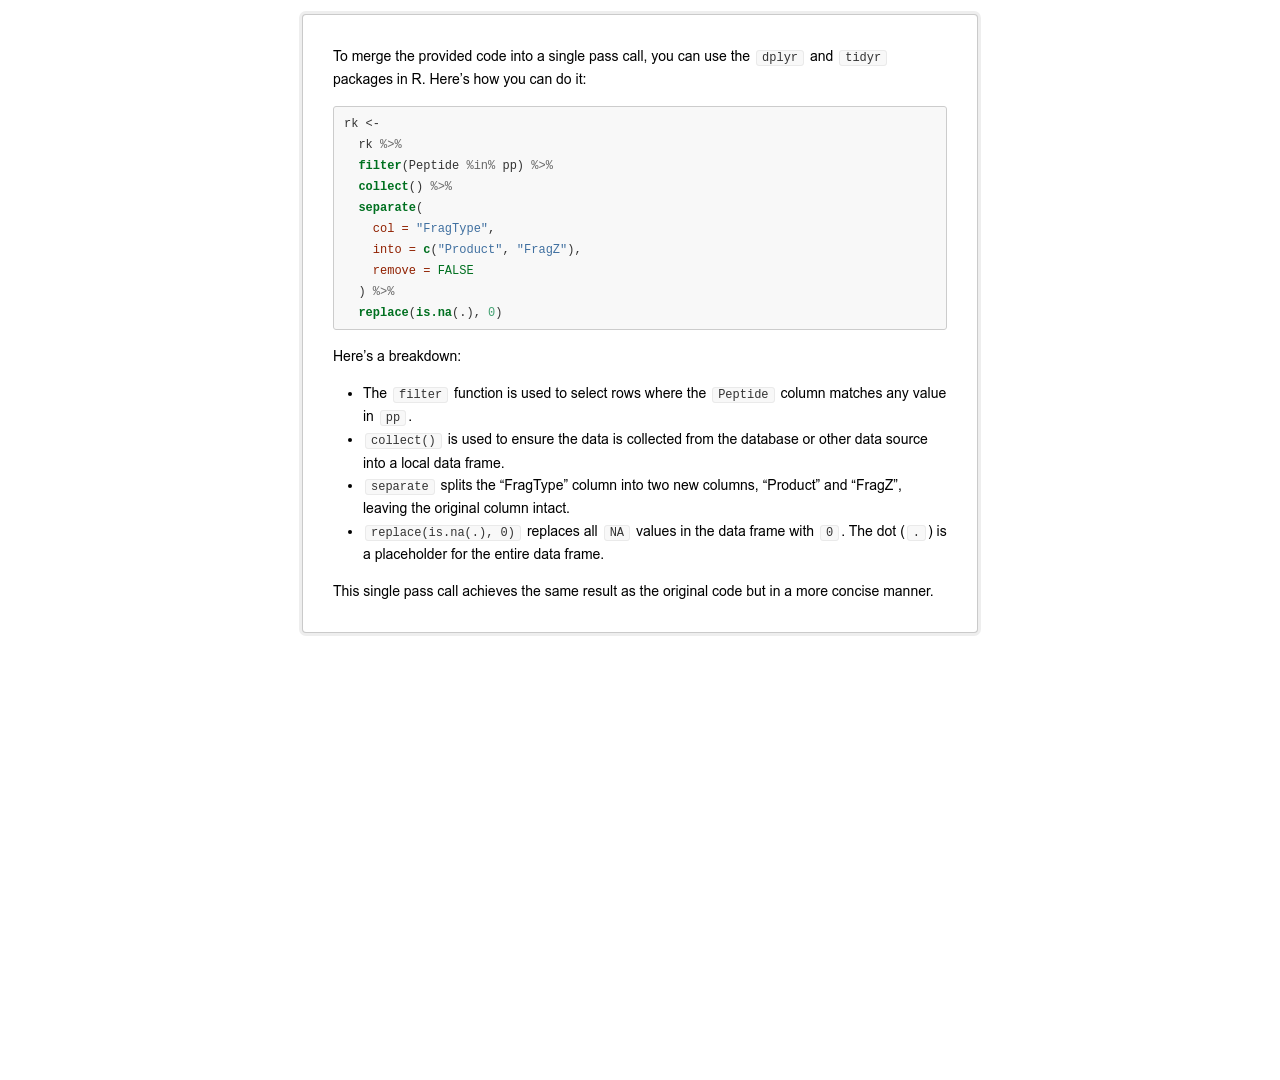 To merge the provided code into a single pass call, you can use the dplyr and tidyr
packages in R. Here’s how you can do it:
rk <-
  rk %>%
  filter(Peptide %in% pp) %>%
  collect() %>%
  separate(
    col = "FragType",
    into = c("Product", "FragZ"),
    remove = FALSE
  ) %>%
  replace(is.na(.), 0)
Here’s a breakdown:
• The filter function is used to select rows where the Peptide column matches any value
in pp .
• collect() is used to ensure the data is collected from the database or other data source
into a local data frame.
• separate splits the “FragType” column into two new columns, “Product” and “FragZ”,
leaving the original column intact.
• replace(is.na(.), 0) replaces all NA values in the data frame with 0 . The dot ( . ) is
a placeholder for the entire data frame.
This single pass call achieves the same result as the original code but in a more concise manner.